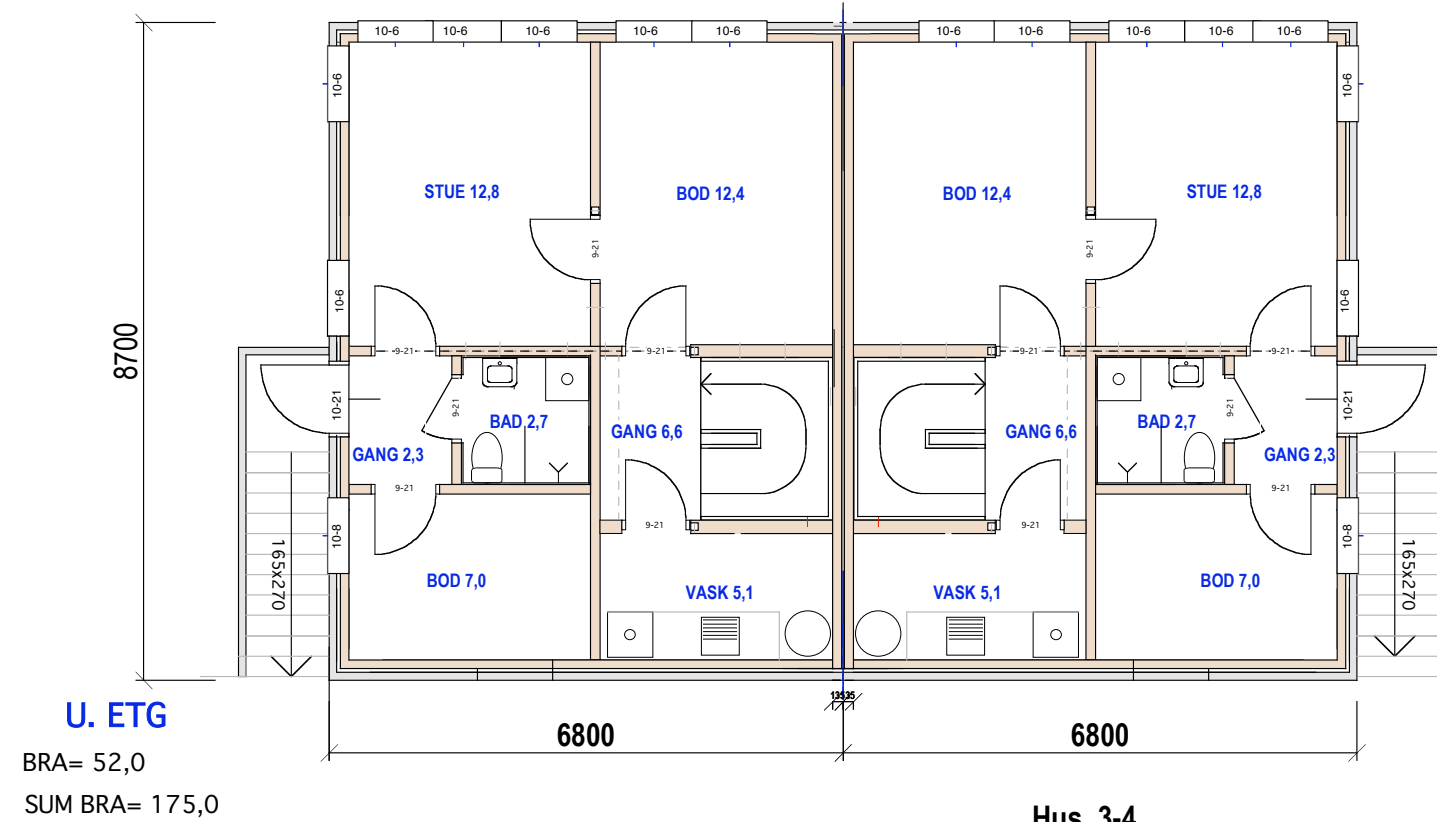 10-6 10-6 10-6 10-6 10-6 10-6 10-6 10-6 10-6 10-6
10-6 10-6
STUE 12,8 BOD 12,4 BOD 12,4 STUE 12,8
9-21 9-21
10-6 10-6
8700
9-21 9-21 9-21 9-21
10-21 9-21 9-21 10-21
BAD 2,7 GANG 6,6 GANG 6,6 BAD 2,7
GANG 2,3 GANG 2,3
9-21 9-21
10-8 9-21 9-21 10-8
165x270 165x270
BOD 7,0 VASK 5,1 VASK 5,1 BOD 7,0
U. ETG
6800 6800
BRA= 52,0
SUM BRA= 175,0
Hus 3-4